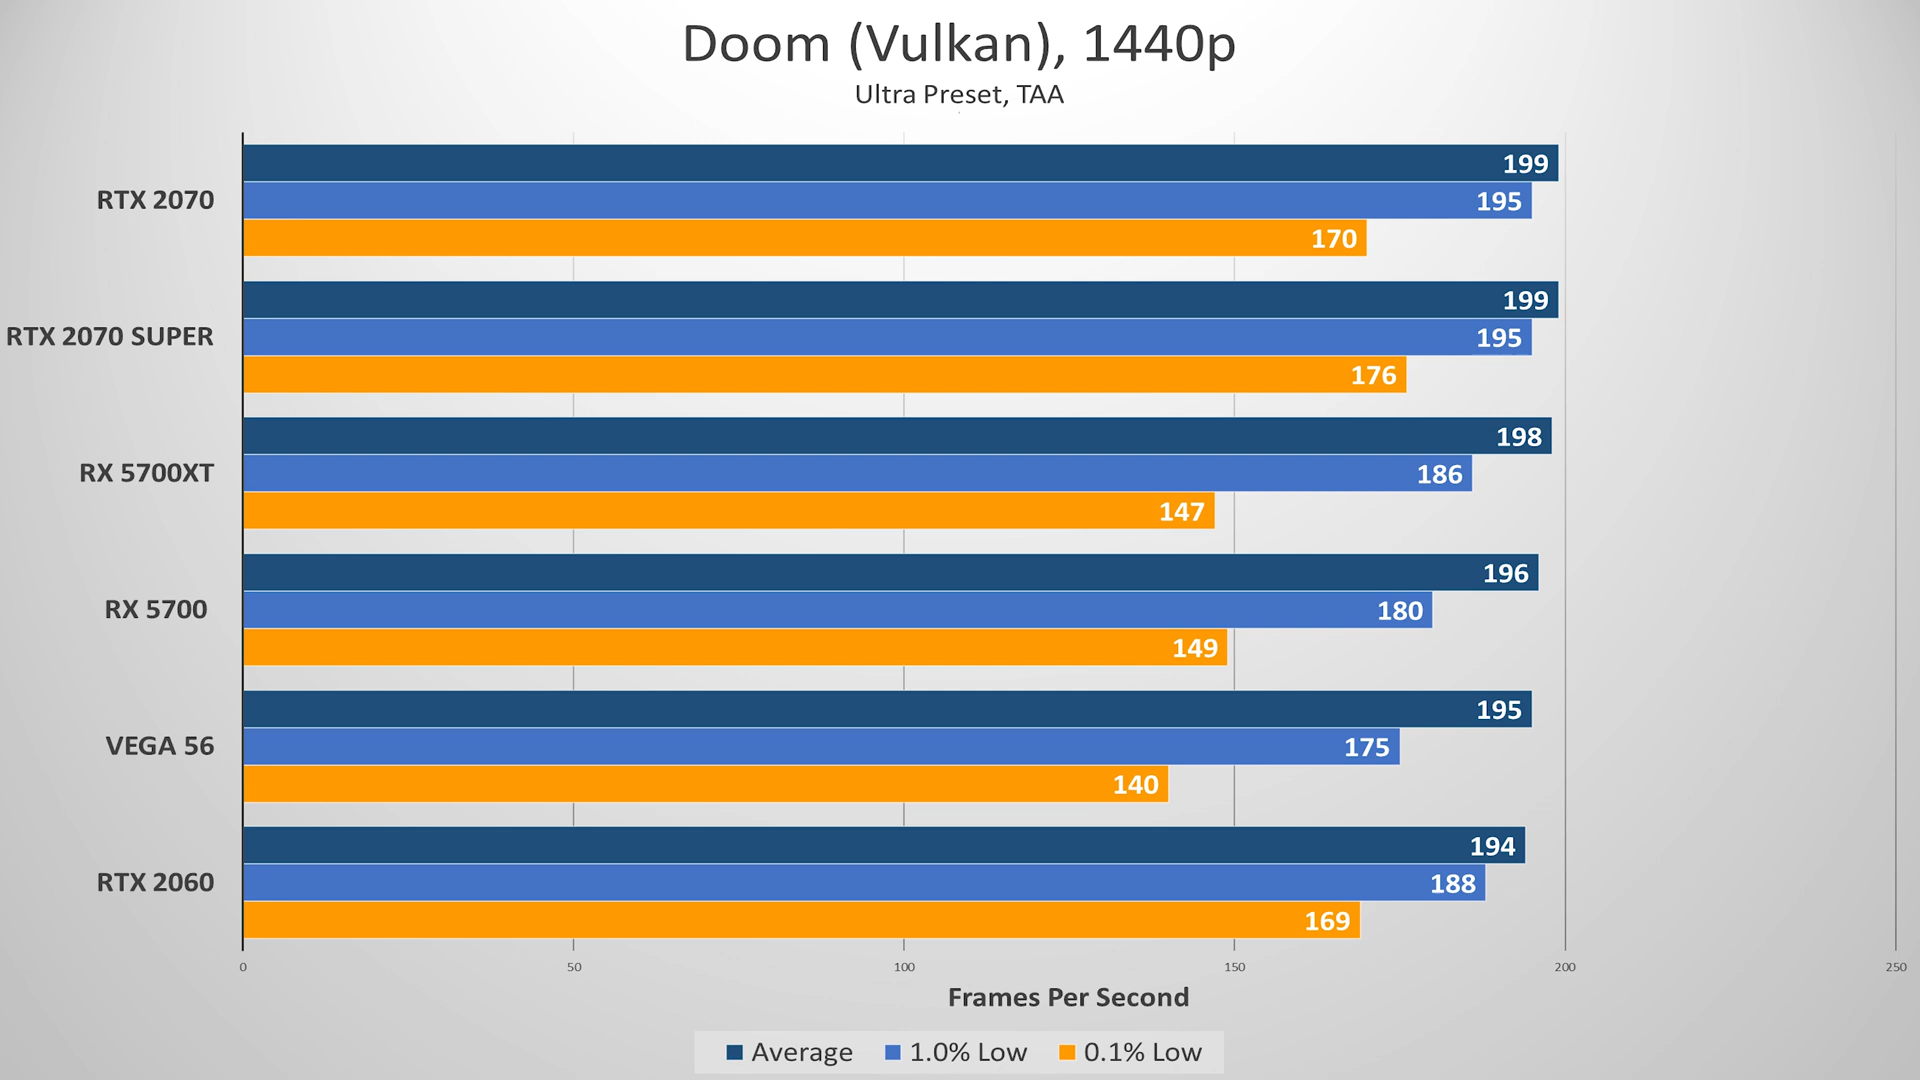 Doom (Vulkan), 1440p
Ultra Preset, TAA
RTX 2070
199
195
170
RTX 2070 SUPER
199
195
176
RX 5700XT
198
186
147
RX 5700
196
180
149
VEGA 56
195
175
140
RTX 2060
194
188
169
0 50 100 150 200 250
Frames Per Second
Average 1.0% Low 0.1% Low